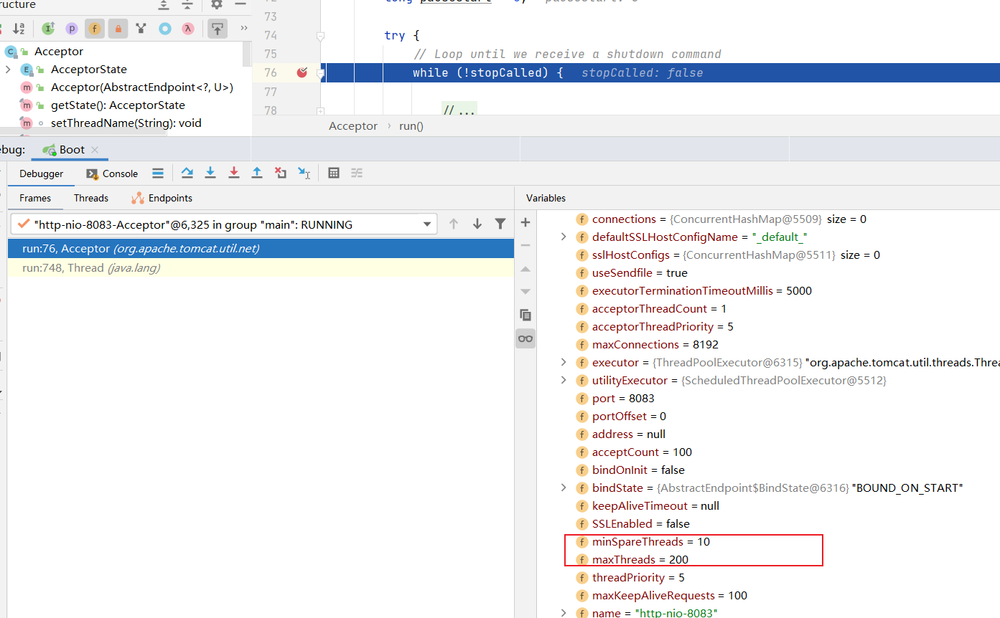 ructure
Acceptor
AcceptorState
Acceptor(AbstractEndpoint<?, U>)
getState(): AcceptorState
setThreadName(String): void
73
74 try {
75 // Loop until we receive a shutdown command
76 while (!stopCalled) { stopCalled: false
77
78 // ...
Acceptor › run()
ebug: Boot
Debugger Console
Frames Threads Endpoints
"http-nio-8083-Acceptor"@6,325 in group "main": RUNNING
run:76, Acceptor (org.apache.tomcat.util.net)
run:748, Thread (java.lang)
Variables
connections = {ConcurrentHashMap@5509} size = 0
defaultSSLHostConfigName = "_default_"
sslHostConfigs = {ConcurrentHashMap@5511} size = 0
useSendfile = true
executorTerminationTimeoutMillis = 5000
acceptorThreadCount = 1
acceptorThreadPriority = 5
maxConnections = 8192
executor = {ThreadPoolExecutor@6315} "org.apache.tomcat.util.threads.Threa
utilityExecutor = {ScheduledThreadPoolExecutor@5512}
port = 8083
portOffset = 0
address = null
acceptCount = 100
bindOnInit = false
bindState = {AbstractEndpoint$BindState@6316} "BOUND_ON_START"
keepAliveTimeout = null
SSLEnabled = false
minSpareThreads = 10
maxThreads = 200
threadPriority = 5
maxKeepAliveRequests = 100
name = "http-nio-8083"